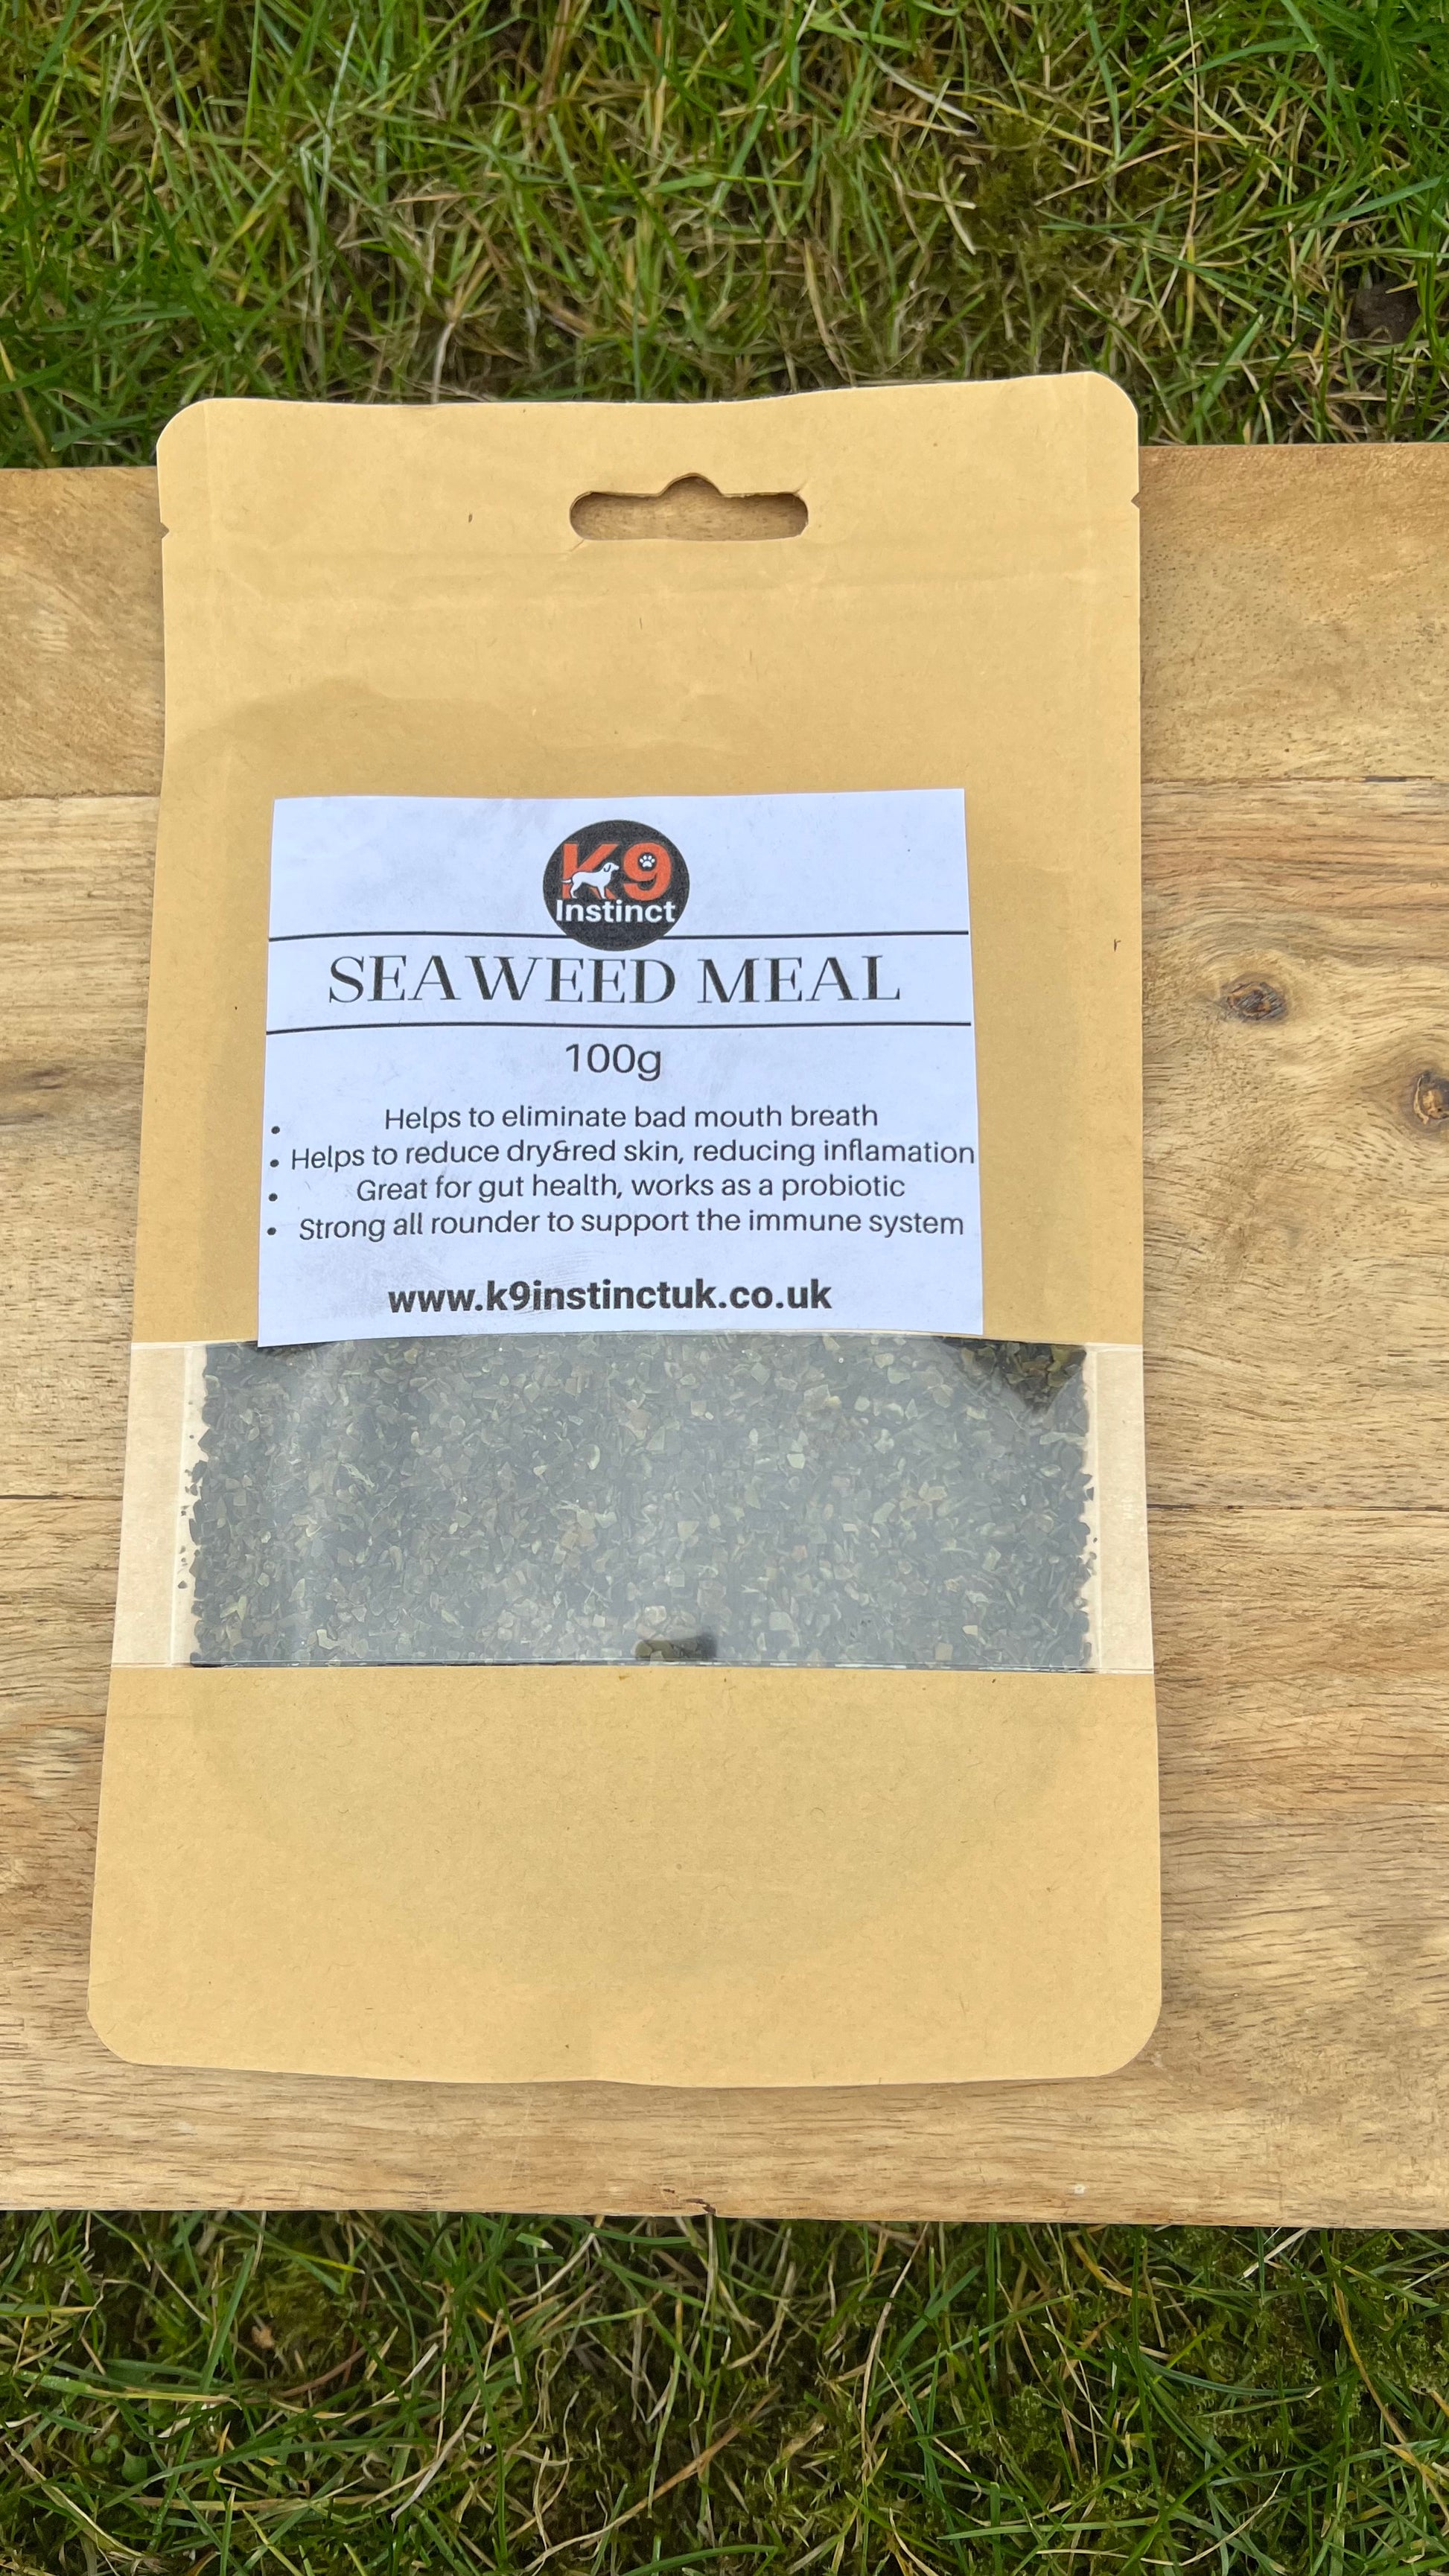 K9
Instinct
SEAWEED MEAL
100g
• Helps to eliminate bad mouth breath
• Helps to reduce dry&red skin, reducing inflamation
• Great for gut health, works as a probiotic
• Strong all rounder to support the immune system
www.k9instinctuk.co.uk